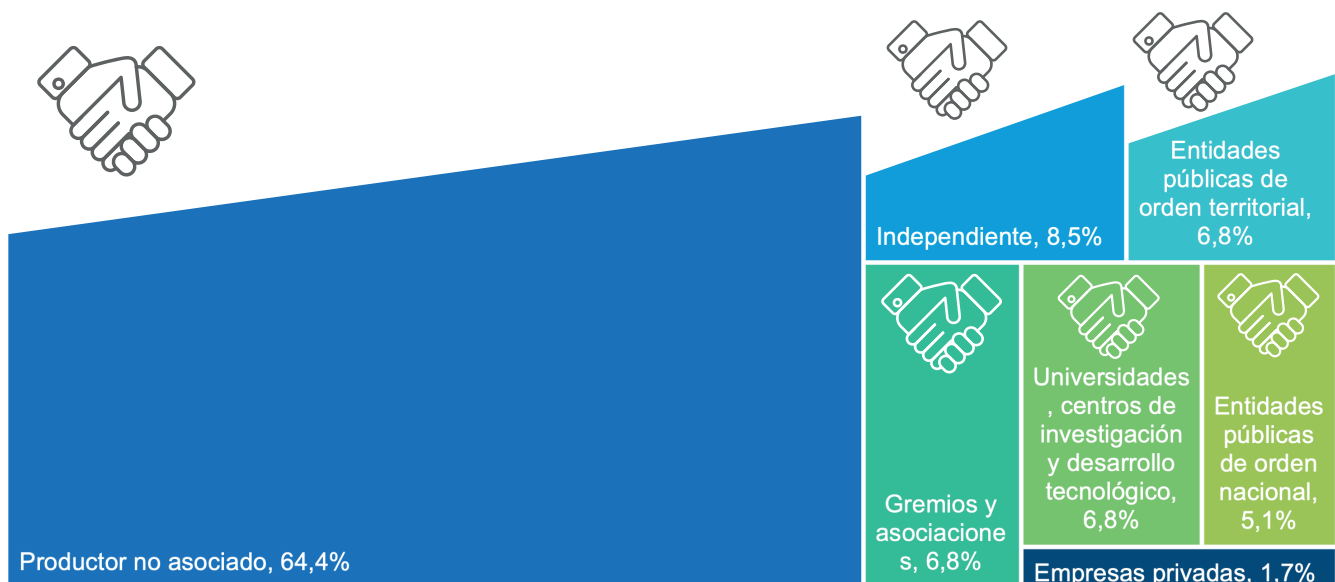 Productor no asociado, 64,4%
Independiente, 8,5%
Entidades
públicas de
orden territorial,
6,8%
Gremios y
asociacione
s, 6,8%
Universidades
, centros de
investigación
y desarrollo
tecnológico,
6,8%
Entidades
públicas
de orden
nacional,
5,1%
Empresas privadas, 1,7%